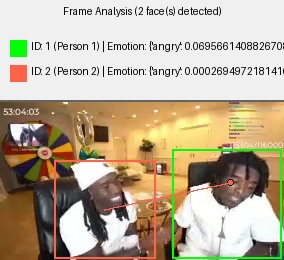 Frame Analysis (2 face(s) detected)
ID: 1 (Person 1) | Emotion: {'angry': 0.0695661408826708
ID: 2 (Person 2) | Emotion: {'angry': 0.000269497218141
53:04:03